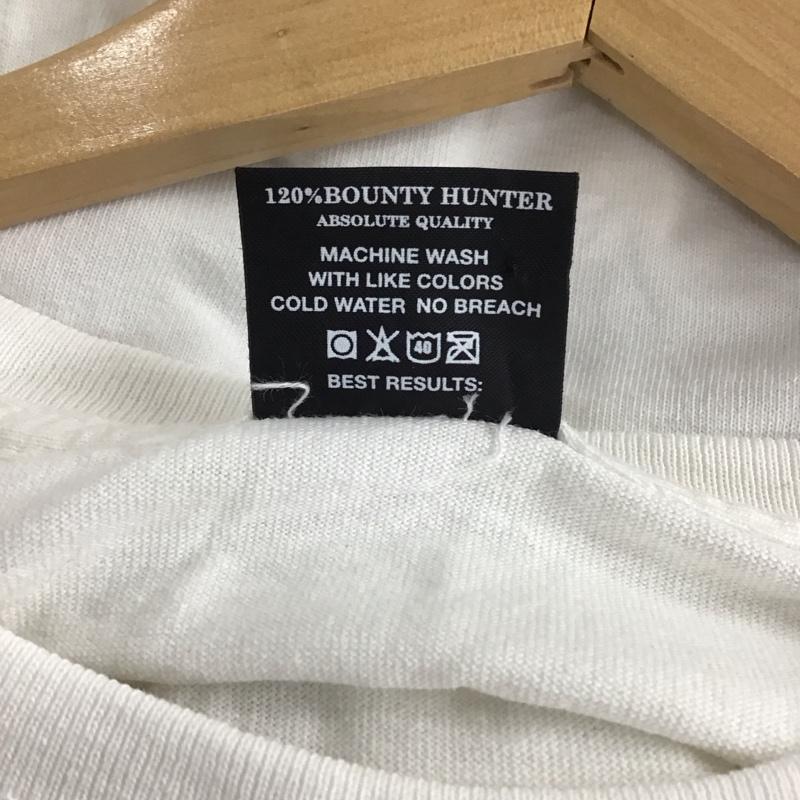 120%BOUNTY HUNTER
ABSOLUTE QUALITY
MACHINE WASH
WITH LIKE COLORS
COLD WATER NO BREACH
40
BEST RESULTS: